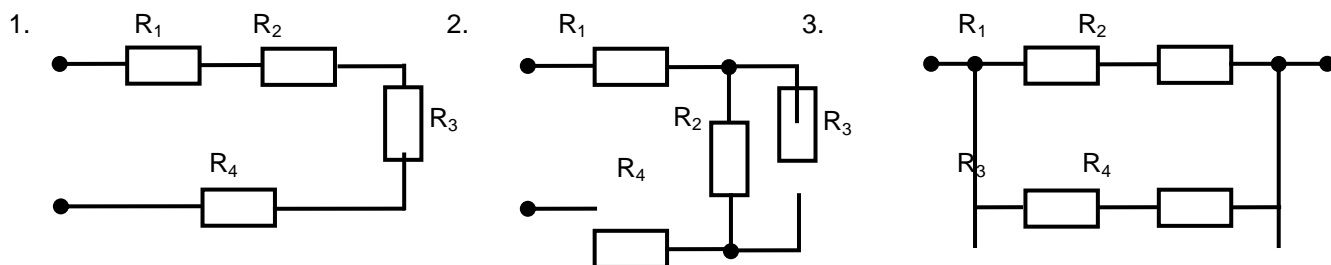 1. R₁ R₂ 2. R₁ 3. R₁ R₂
R₃ R₂ R₃
R₄ R₄ R₃ R₄